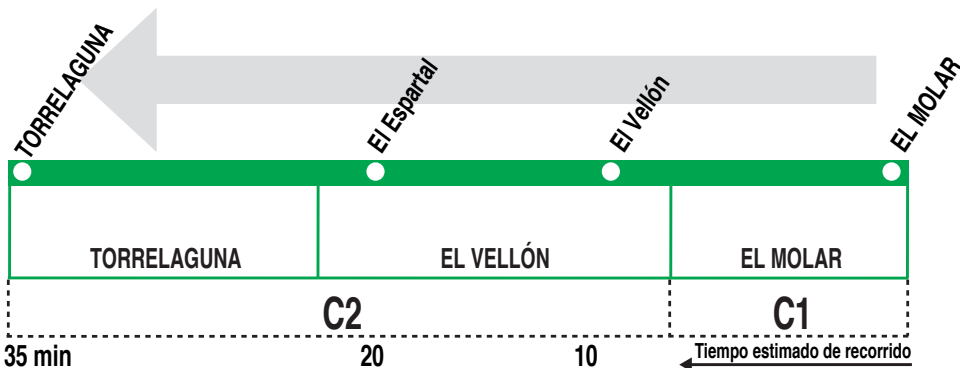 TORRELAGUNA
El Espartal
El Vellón
EL MOLAR
TORRELAGUNA
EL VELLÓN
EL MOLAR
C2
C1
35 min
20
10
Tiempo estimado de recorrido